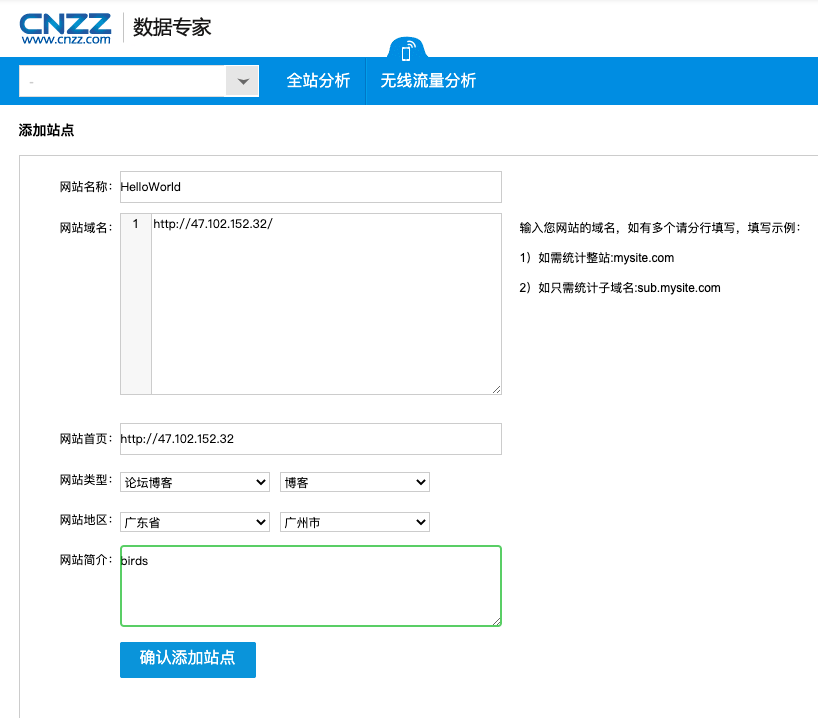 CNZZ 数据专家
www.cnzz.com
- 全站分析 无线流量分析
添加站点
网站名称： HelloWorld
网站域名： 1 http://47.102.152.32/
输入您网站的域名，如有多个请分行填写，填写示例：
1）如需统计整站:mysite.com
2）如只需统计子域名:sub.mysite.com
网站首页： http://47.102.152.32
网站类型： 论坛博客 博客
网站地区： 广东省 广州市
网站简介： birds
确认添加站点